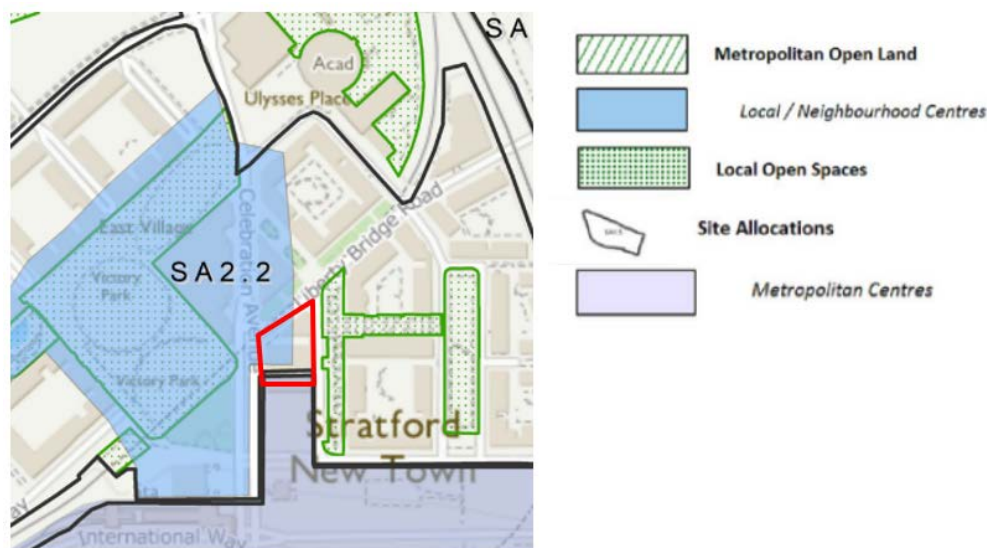 SA
Acad
Ulysses Place
East Village
SA2.2
Victory
Park
Celebration Avenue
Liberty Bridge Road
Victory Park
Stratford
New Town
International Way
Metropolitan Open Land
Local / Neighbourhood Centres
Local Open Spaces
Site Allocations
Metropolitan Centres